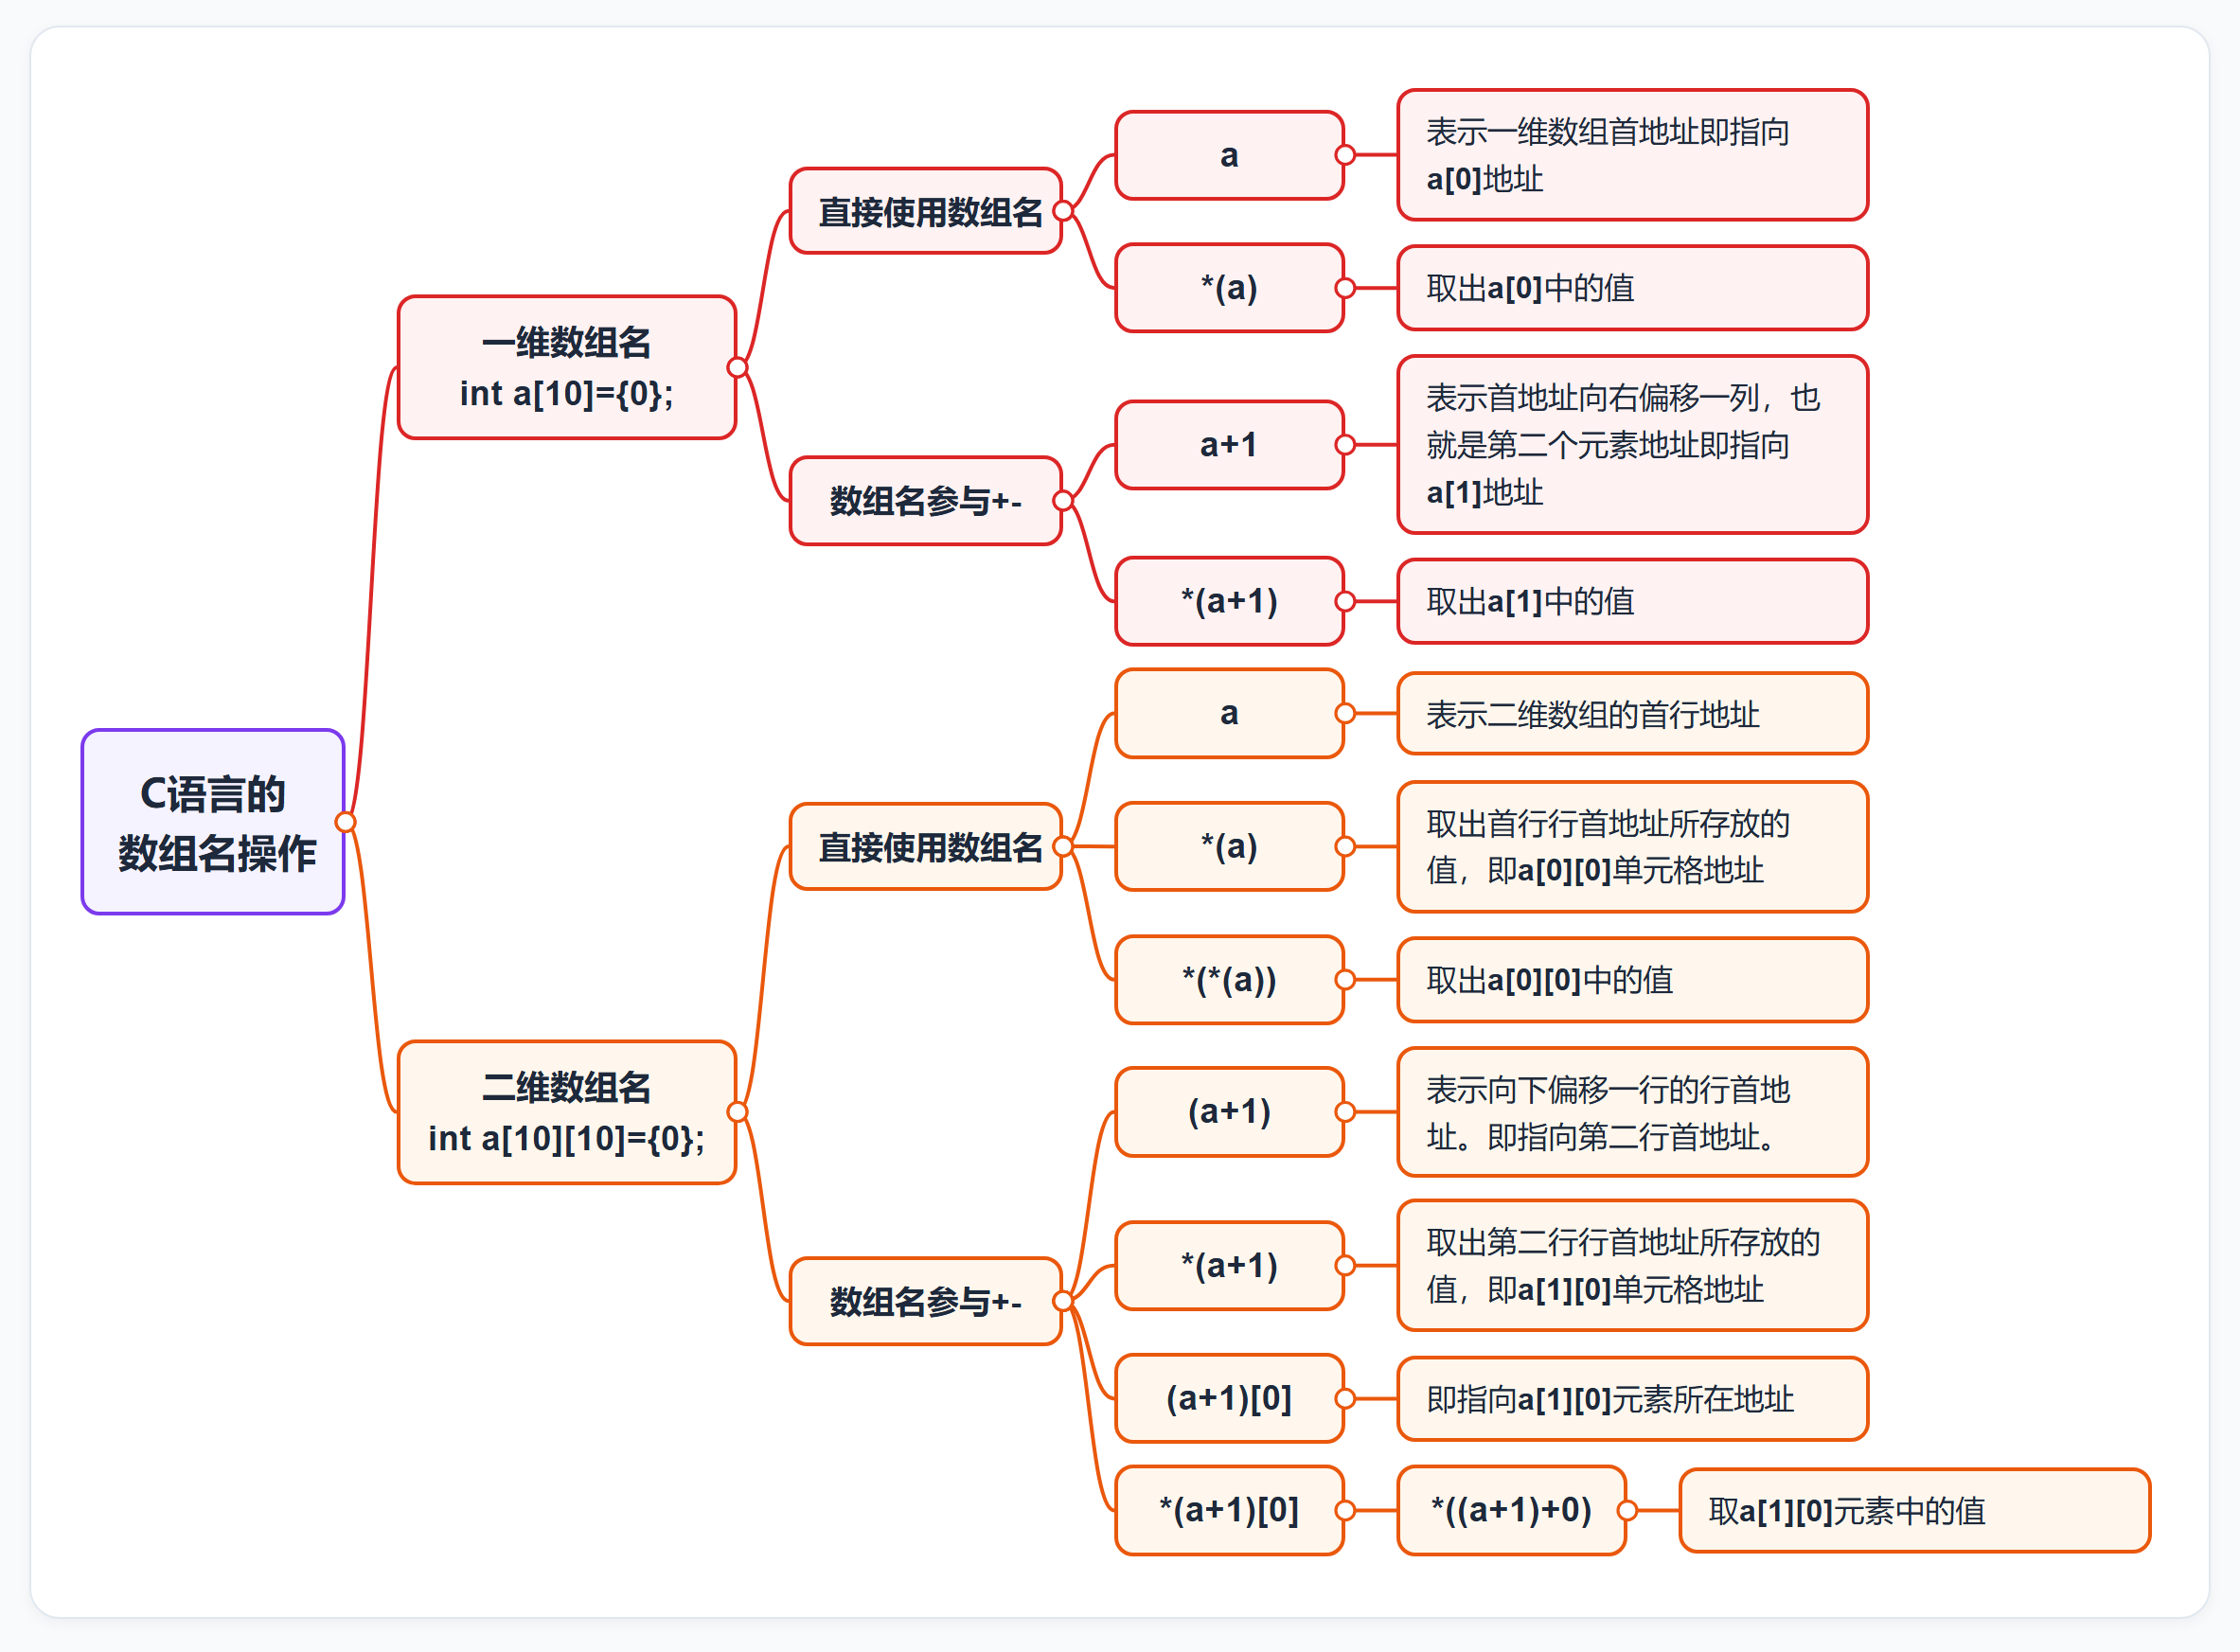 C语言的
数组名操作
一维数组名
int a[10]={0};
直接使用数组名
a
表示一维数组首地址即指向
a[0]地址
*(a)
取出a[0]中的值
数组名参与+-
a+1
表示首地址向右偏移一列，也
就是第二个元素地址即指向
a[1]地址
*(a+1)
取出a[1]中的值
二维数组名
int a[10][10]={0};
直接使用数组名
a
表示二维数组的首行地址
*(a)
取出首行行首地址所存放的
值，即a[0][0]单元格地址
*(*(a))
取出a[0][0]中的值
数组名参与+-
(a+1)
表示向下偏移一行的行首地
址。即指向第二行首地址。
*(a+1)
取出第二行行首地址所存放的
值，即a[1][0]单元格地址
(a+1)[0]
即指向a[1][0]元素所在地址
*(a+1)[0]
*((a+1)+0)
取a[1][0]元素中的值